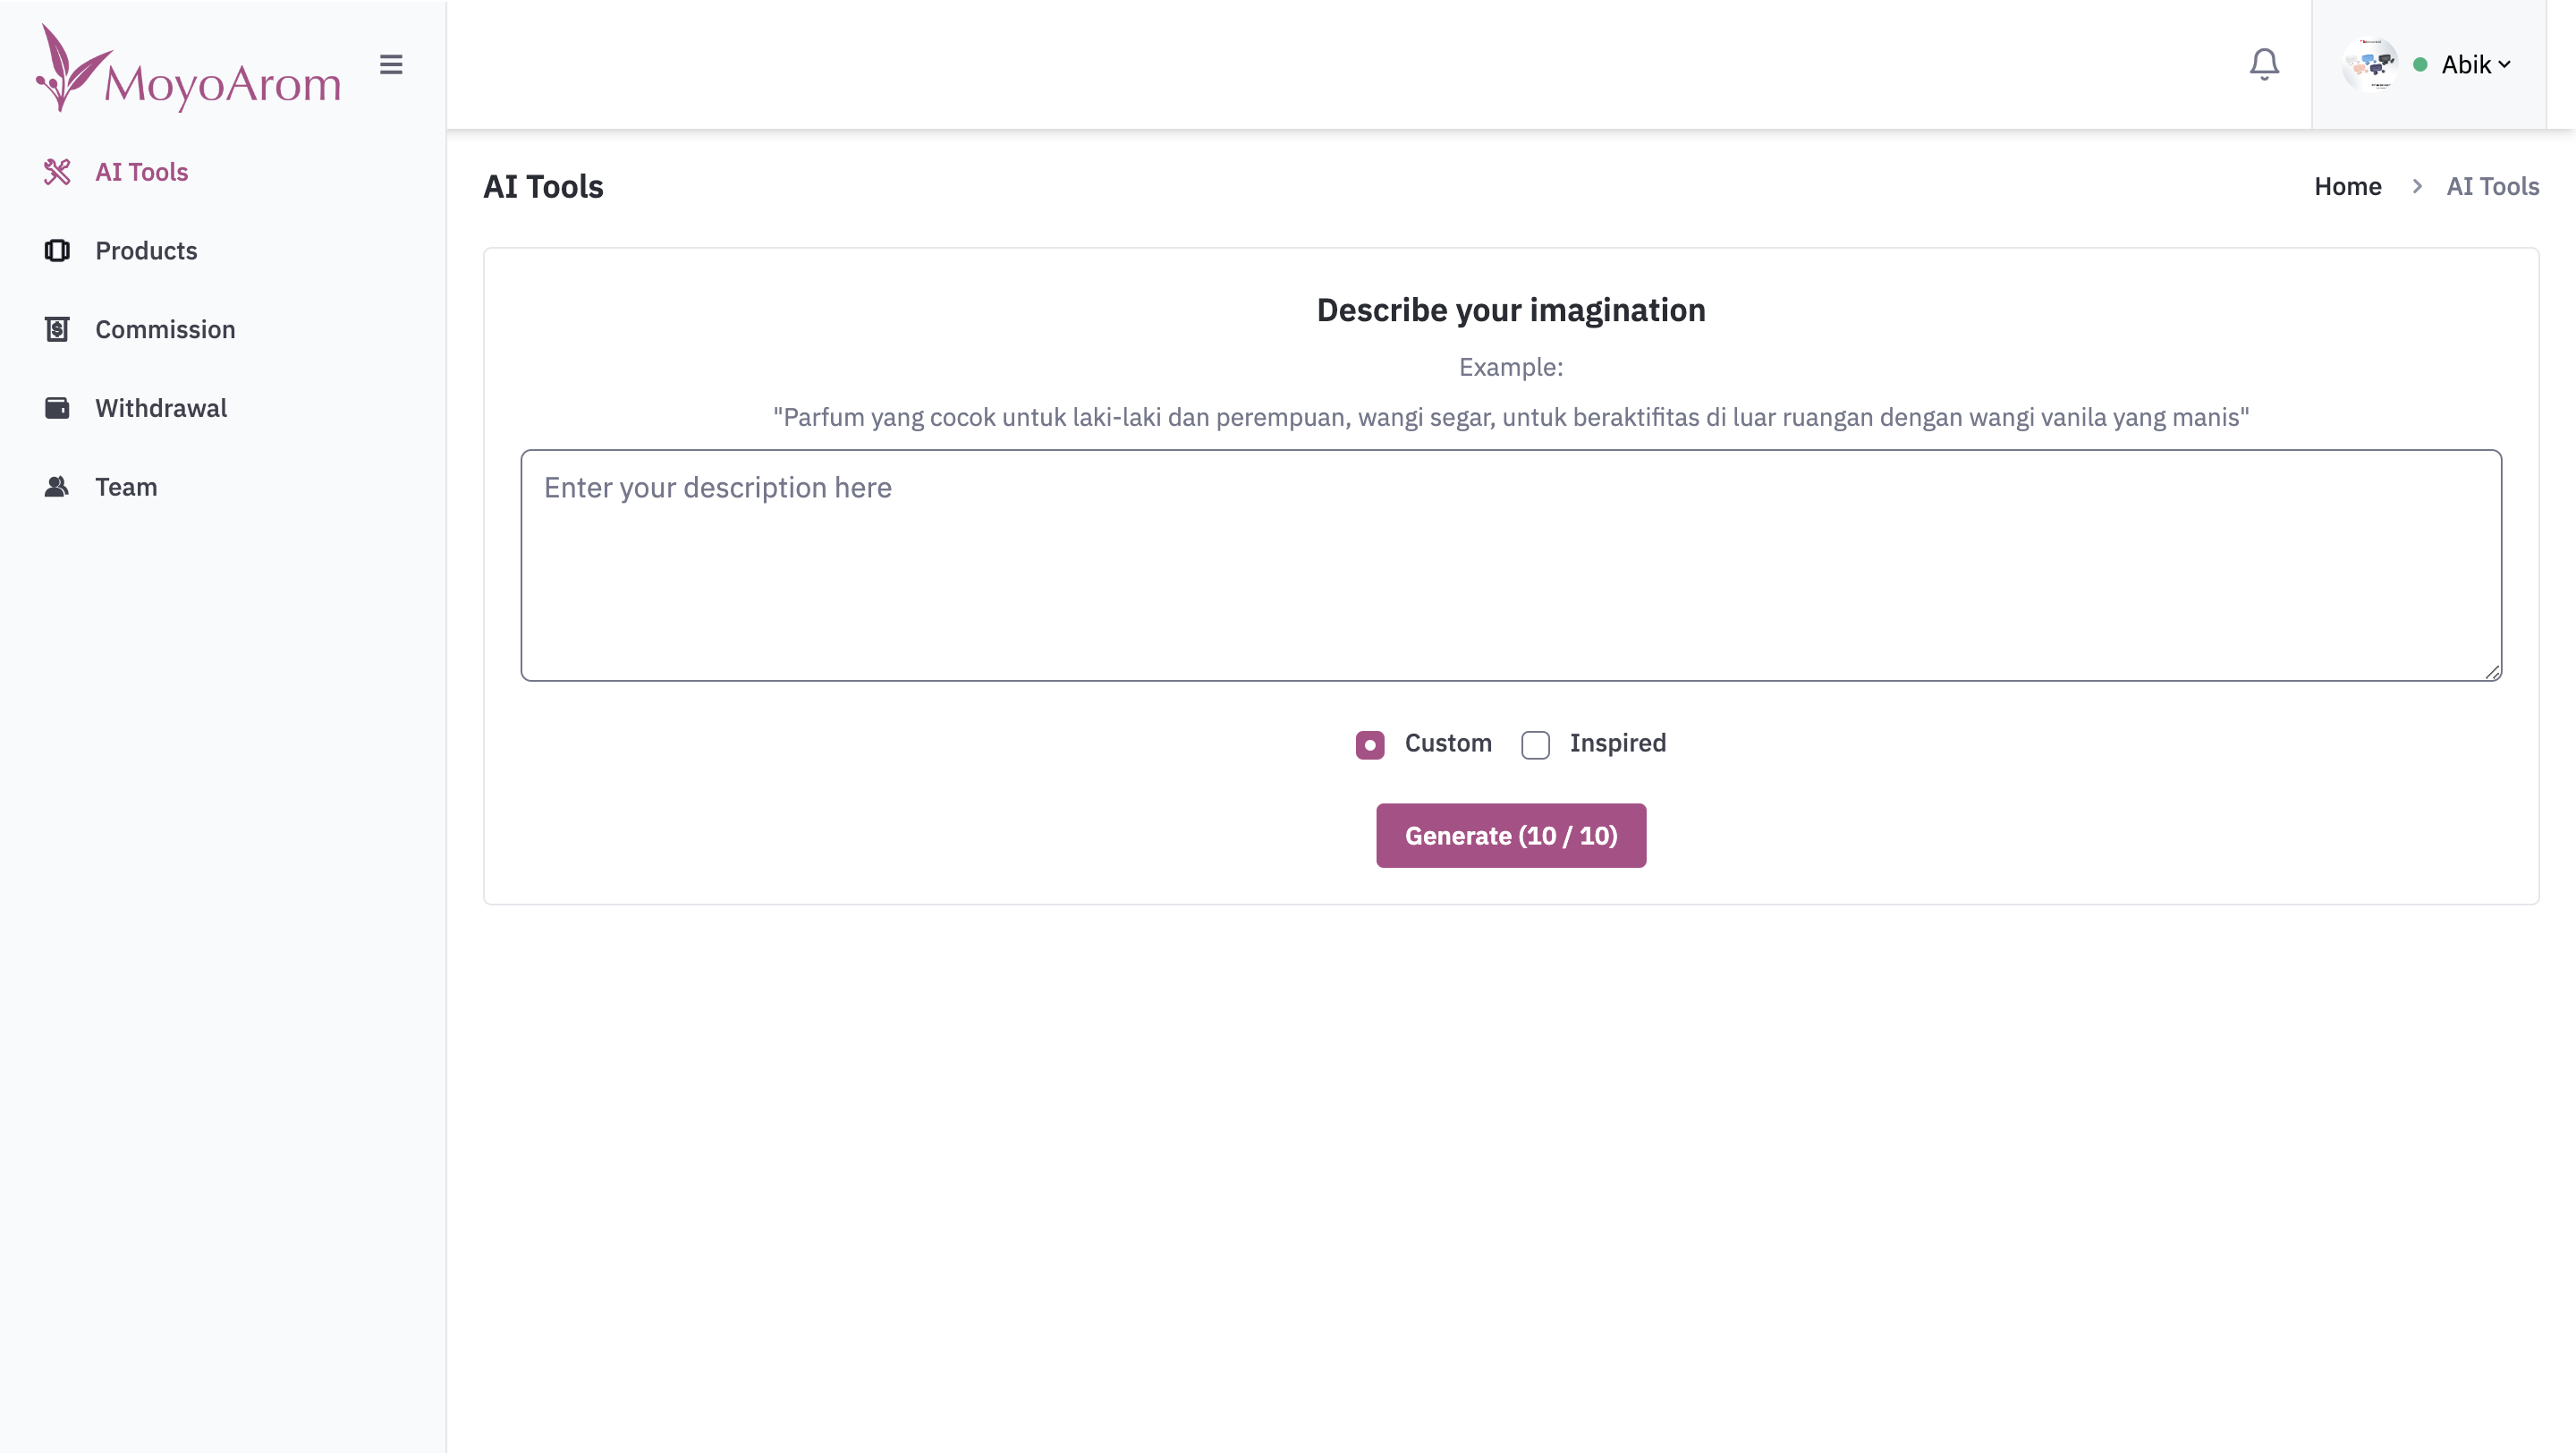 MoyoArom
Abik
AI Tools
Products
Commission
Withdrawal
Team
AI Tools
Home
AI Tools
Describe your imagination
Example:
"Parfum yang cocok untuk laki-laki dan perempuan, wangi segar, untuk beraktifitas di luar ruangan dengan wangi vanila yang manis"
Enter your description here
Custom
Inspired
Generate (10 / 10)